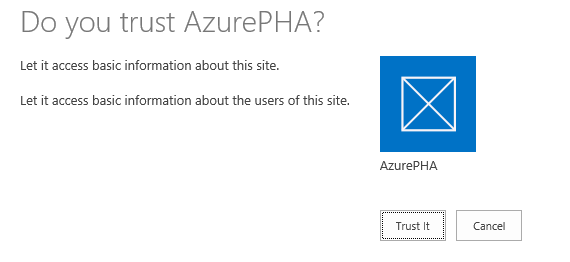 Do you trust AzurePHA?
Let it access basic information about this site.
Let it access basic information about the users of this site.
AzurePHA
Trust It
Cancel